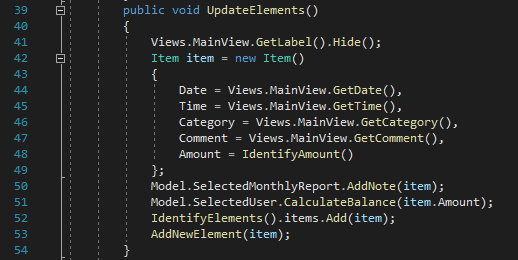 39 public void UpdateElements()
40 {
41 Views.MainView.GetLabel().Hide();
42 Item item = new Item()
43 {
44 Date = Views.MainView.GetDate(),
45 Time = Views.MainView.GetTime(),
46 Category = Views.MainView.GetCategory(),
47 Comment = Views.MainView.GetComment(),
48 Amount = IdentifyAmount()
49 };
50 Model.SelectedMonthlyReport.AddNote(item);
51 Model.SelectedUser.CalculateBalance(item.Amount);
52 IdentifyElements().items.Add(item);
53 AddNewElement(item);
54 }